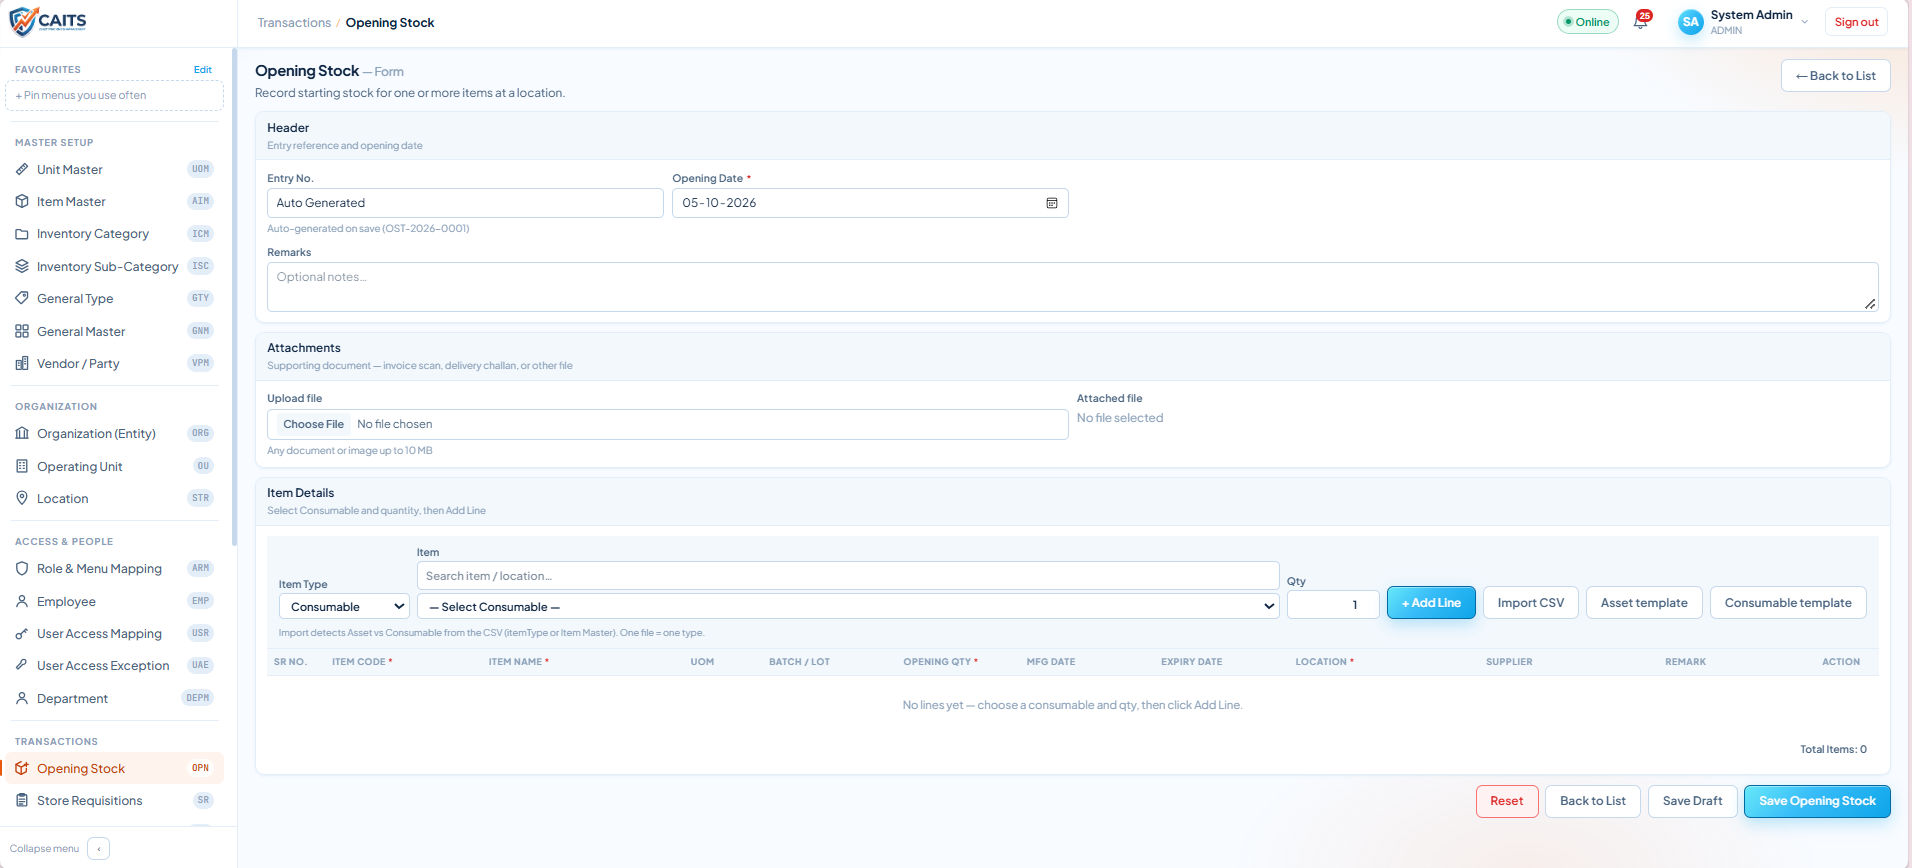 CAITS
Transactions / Opening Stock
Online
25
SA
System Admin
ADMIN
Sign out
FAVOURITES
Edit
+ Pin menus you use often
MASTER SETUP
Unit Master UOM
Item Master AIM
Inventory Category ICM
Inventory Sub-Category ISC
General Type GTY
General Master GNM
Vendor / Party VPM
ORGANIZATION
Organization (Entity) ORG
Operating Unit OU
Location STR
ACCESS & PEOPLE
Role & Menu Mapping ARM
Employee EMP
User Access Mapping USR
User Access Exception UAE
Department DEPM
TRANSACTIONS
Opening Stock OPN
Store Requisitions SR
Collapse menu ‹
Opening Stock — Form
Record starting stock for one or more items at a location.
← Back to List
Header
Entry reference and opening date
Entry No.
Opening Date *
Auto Generated
05-10-2026
Auto-generated on save (OST-2026-0001)
Remarks
Optional notes...
Attachments
Supporting document — invoice scan, delivery challan, or other file
Upload file
Attached file
Choose File No file chosen
No file selected
Any document or image up to 10 MB
Item Details
Select Consumable and quantity, then Add Line
Item
Search item / location...
Item Type
Consumable
— Select Consumable —
Qty
1
+ Add Line
Import CSV
Asset template
Consumable template
Import detects Asset vs Consumable from the CSV (itemType or Item Master). One file = one type.
SR NO. ITEM CODE * ITEM NAME * UOM BATCH / LOT OPENING QTY * MFG DATE EXPIRY DATE LOCATION * SUPPLIER REMARK ACTION
No lines yet — choose a consumable and qty, then click Add Line.
Total Items: 0
Reset
Back to List
Save Draft
Save Opening Stock